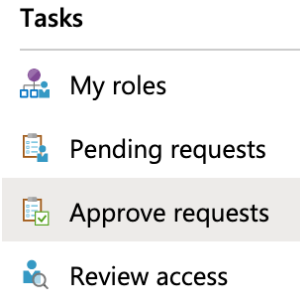 Tasks
My roles
Pending requests
Approve requests
Review access